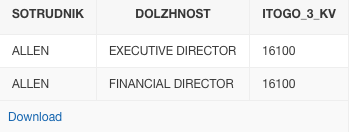 SOTRUDNIK DOLZHNOST ITOGO_3_KV
ALLEN EXECUTIVE DIRECTOR 16100
ALLEN FINANCIAL DIRECTOR 16100
Download